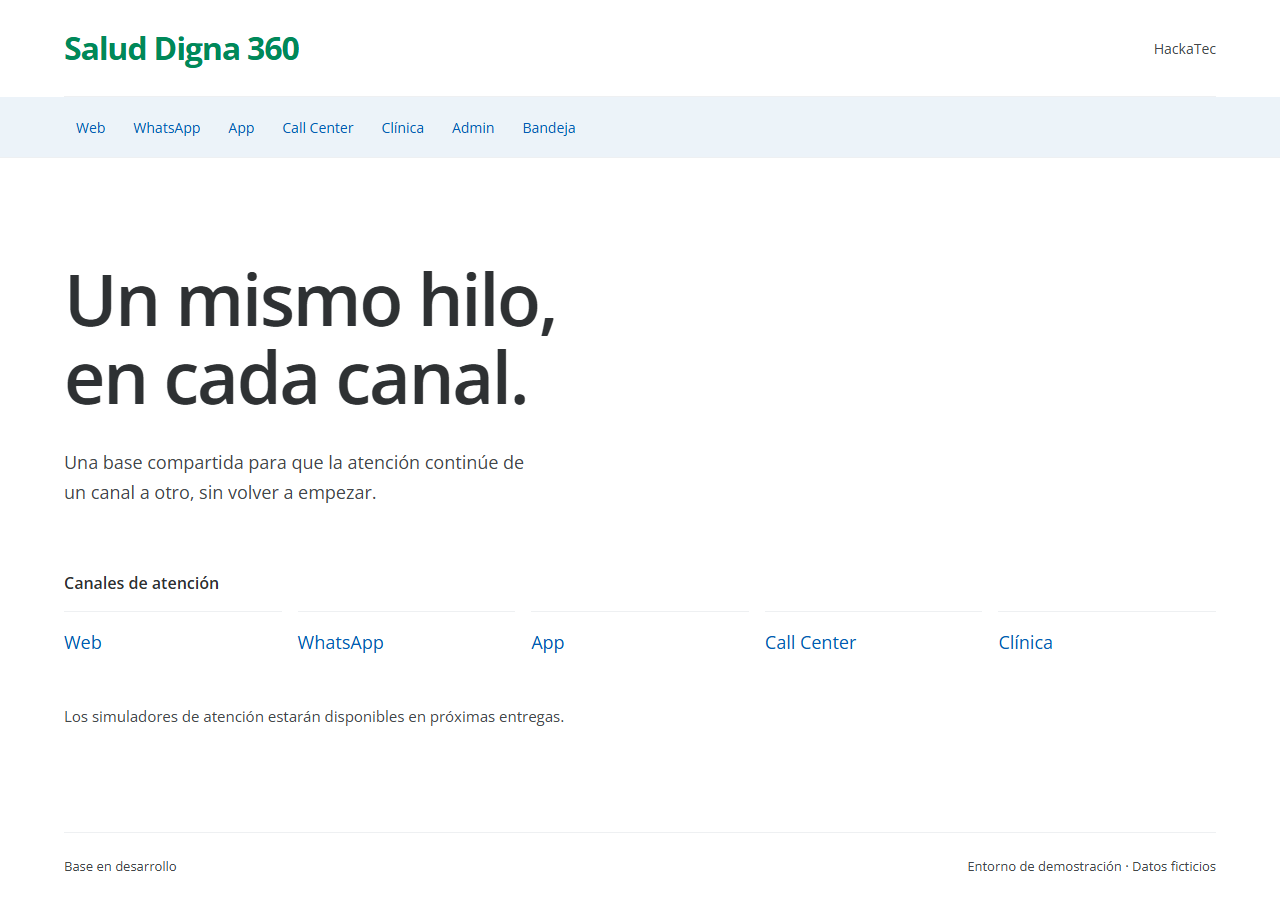 Salud Digna 360
HackaTec
Web
WhatsApp
App
Call Center
Clínica
Admin
Bandeja
Un mismo hilo,
en cada canal.
Una base compartida para que la atención continúe de
un canal a otro, sin volver a empezar.
Canales de atención
Web
WhatsApp
App
Call Center
Clínica
Los simuladores de atención estarán disponibles en próximas entregas.
Base en desarrollo
Entorno de demostración · Datos ficticios